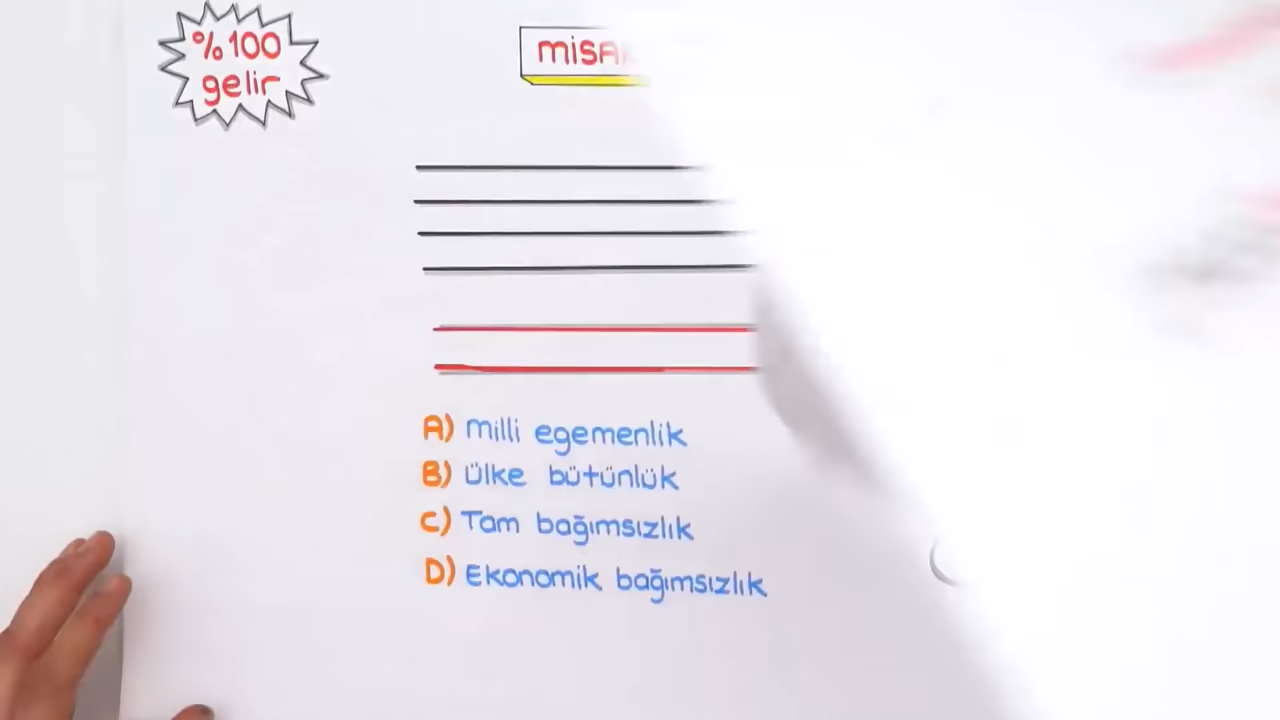 %100
gelir
A) milli egemenlik
B) ülke bütünlük
C) Tam bağımsızlık
D) Ekonomik bağımsızlık